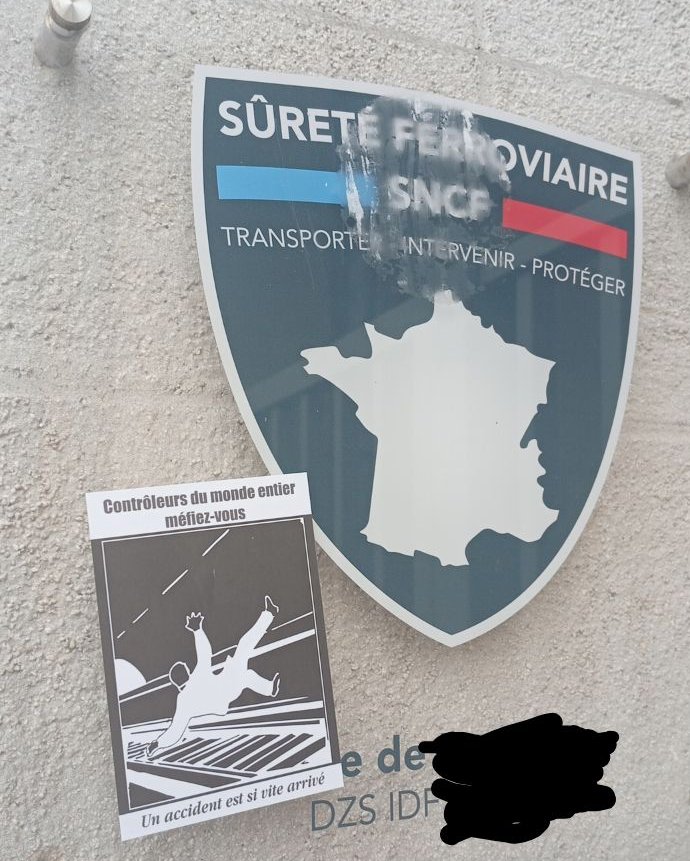 SÛRETÉ FERROVIAIRE
SNCF
TRANSPORTER - INTERVENIR - PROTÉGER
Contrôleurs du monde entier
méfiez-vous
Un accident est si vite arrivé
e de
DZS IDF